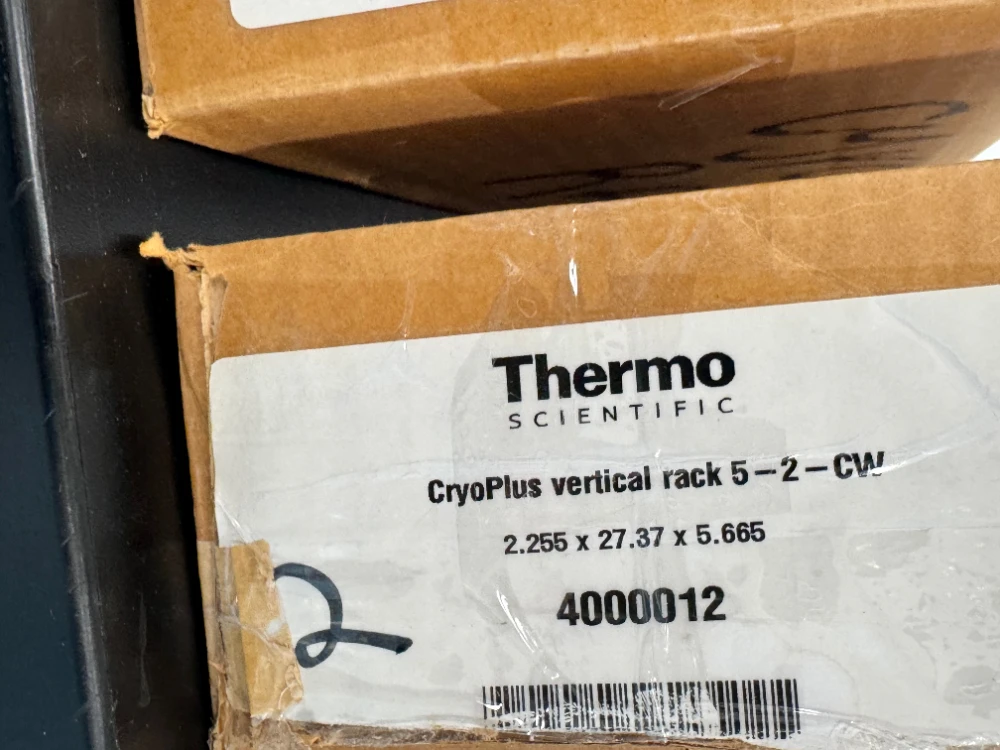 Thermo
SCIENTIFIC
CryoPlus vertical rack 5-2-CW
2.255 x 27.37 x 5.665
4000012
2